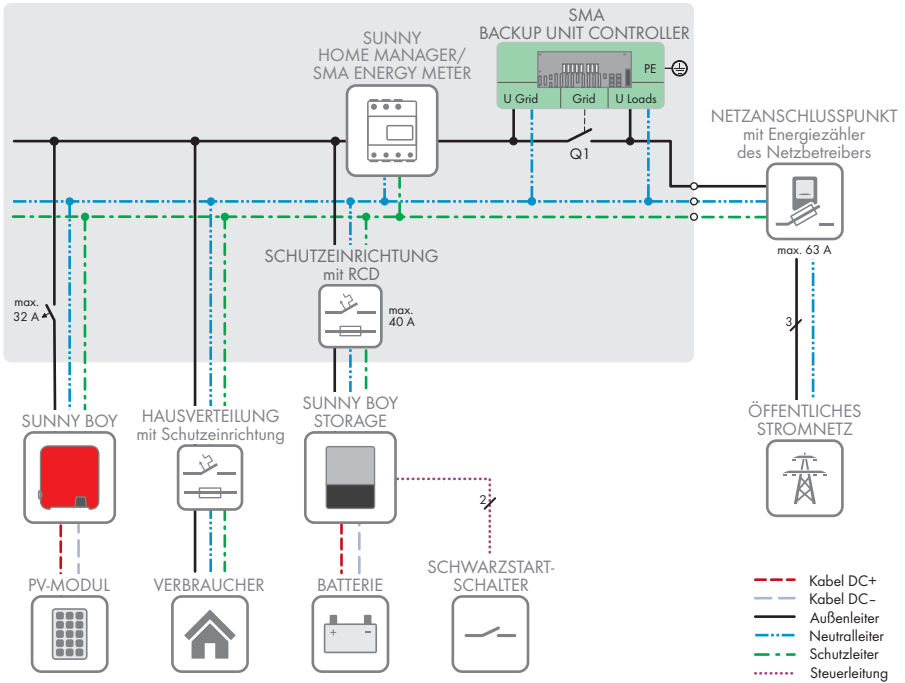 SMA
BACKUP UNIT CONTROLLER
SUNNY
HOME MANAGER/
SMA ENERGY METER
PE
U Grid
Grid
U Loads
Q1
NETZANSCHLUSSPUNKT
mit Energiezähler
des Netzbetreibers
max. 63 A
SCHUTZEINRICHTUNG
mit RCD
max.
32 A
max.
40 A
3
SUNNY BOY
HAUSVERTEILUNG
mit Schutzeinrichtung
SUNNY BOY
STORAGE
ÖFFENTLICHES
STROMNETZ
2
PV-MODUL
VERBRAUCHER
BATTERIE
SCHWARZSTART-
SCHALTER
+ −
Kabel DC+
Kabel DC–
Außenleiter
Neutralleiter
Schutzleiter
Steuerleitung